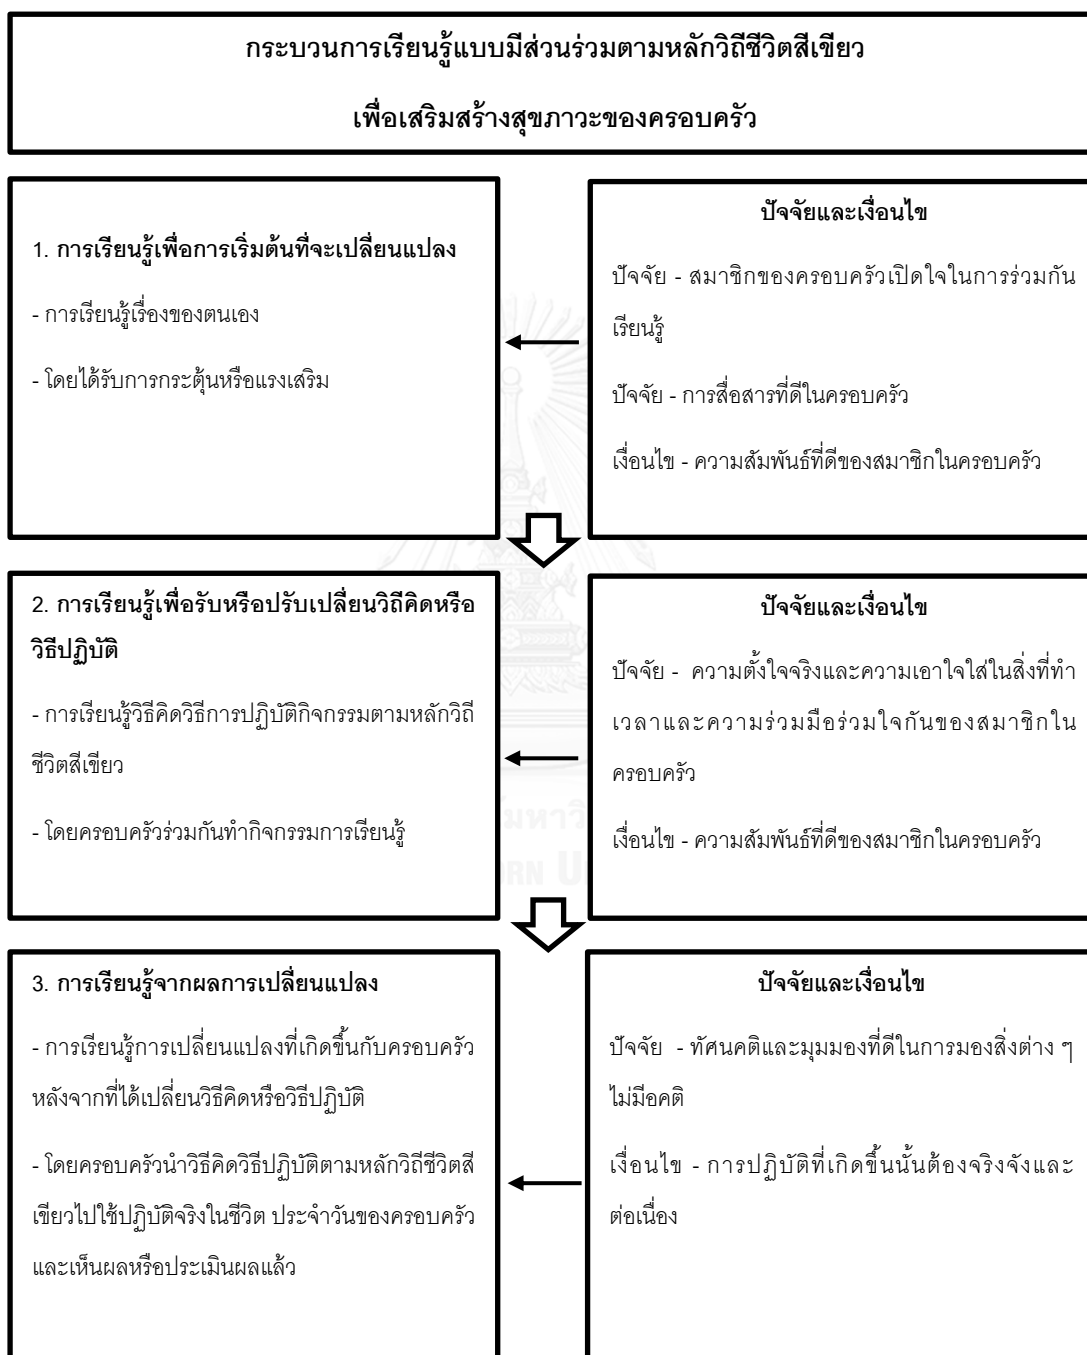 กระบวนการเรียนรู้แบบมีส่วนร่วมตามหลักวิถีชีวิตสีเขียว
เพื่อเสริมสร้างสุขภาวะของครอบครัว
1. การเรียนรู้เพื่อการเริ่มต้นที่จะเปลี่ยนแปลง
- การเรียนรู้เรื่องของตนเอง
- โดยได้รับการกระตุ้นหรือแรงเสริม
ปัจจัยและเงื่อนไข
ปัจจัย - สมาชิกของครอบครัวเปิดใจในการร่วมกัน
เรียนรู้
ปัจจัย - การสื่อสารที่ดีในครอบครัว
เงื่อนไข - ความสัมพันธ์ที่ดีของสมาชิกในครอบครัว
2. การเรียนรู้เพื่อรับหรือปรับเปลี่ยนวิถีคิดหรือ
วิธีปฏิบัติ
- การเรียนรู้วิธีคิดวิธีการปฏิบัติกิจกรรมตามหลักวิถี
ชีวิตสีเขียว
- โดยครอบครัวร่วมกันทำกิจกรรมการเรียนรู้
ปัจจัยและเงื่อนไข
ปัจจัย - ความตั้งใจจริงและความเอาใจใส่ในสิ่งที่ทำ
เวลาและความร่วมมือร่วมใจกันของสมาชิกใน
ครอบครัว
เงื่อนไข - ความสัมพันธ์ที่ดีของสมาชิกในครอบครัว
3. การเรียนรู้จากผลการเปลี่ยนแปลง
- การเรียนรู้การเปลี่ยนแปลงที่เกิดขึ้นกับครอบครัว
หลังจากที่ได้เปลี่ยนวิธีคิดหรือวิธีปฏิบัติ
- โดยครอบครัวนำวิธีคิดวิธีปฏิบัติตามหลักวิถีชีวิตสี
เขียวไปใช้ปฏิบัติจริงในชีวิต ประจำวันของครอบครัว
และเห็นผลหรือประเมินผลแล้ว
ปัจจัยและเงื่อนไข
ปัจจัย - ทัศนคติและมุมมองที่ดีในการมองสิ่งต่าง ๆ
ไม่มีอคติ
เงื่อนไข - การปฏิบัติที่เกิดขึ้นนั้นต้องจริงจังและ
ต่อเนื่อง